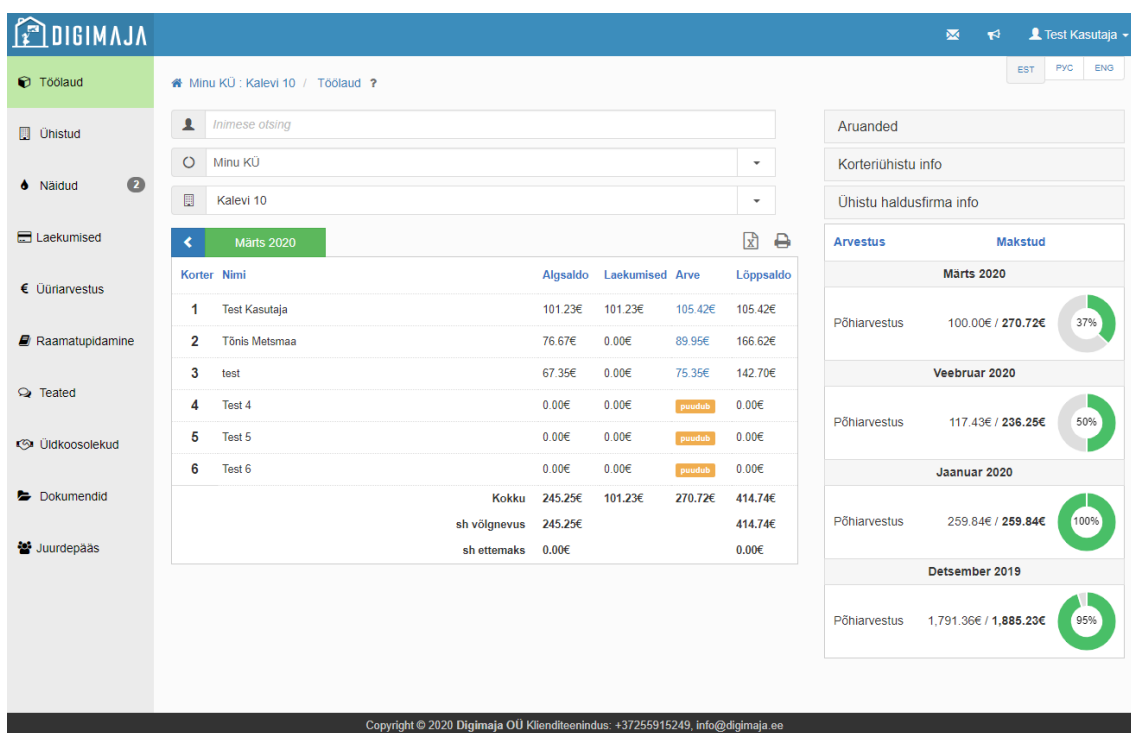 DIGIMAJA
Test Kasutaja
EST РУС ENG
Töölaud
Ühistud
Näidud 2
Laekumised
€ Üüriarvestus
Raamatupidamine
Teated
Üldkoosolekud
Dokumendid
Juurdepääs
Minu KÜ : Kalevi 10 / Töölaud ?
Inimese otsing
Minu KÜ
Kalevi 10
Märts 2020
Korter Nimi Algsaldo Laekumised Arve Lõppsaldo
1 Test Kasutaja 101.23€ 101.23€ 105.42€ 105.42€
2 Tõnis Metsmaa 76.67€ 0.00€ 89.95€ 166.62€
3 test 67.35€ 0.00€ 75.35€ 142.70€
4 Test 4 0.00€ 0.00€ puudub 0.00€
5 Test 5 0.00€ 0.00€ puudub 0.00€
6 Test 6 0.00€ 0.00€ puudub 0.00€
Kokku 245.25€ 101.23€ 270.72€ 414.74€
sh võlgnevus 245.25€ 414.74€
sh ettemaks 0.00€ 0.00€
Aruanded
Korteriühistu info
Ühistu haldusfirma info
Arvestus Makstud
Märts 2020
Põhiarvestus 100.00€ / 270.72€ 37%
Veebruar 2020
Põhiarvestus 117.43€ / 236.25€ 50%
Jaanuar 2020
Põhiarvestus 259.84€ / 259.84€ 100%
Detsember 2019
Põhiarvestus 1,791.36€ / 1,885.23€ 95%
Copyright © 2020 Digimaja OÜ Klienditeenindus: +37255915249, info@digimaja.ee